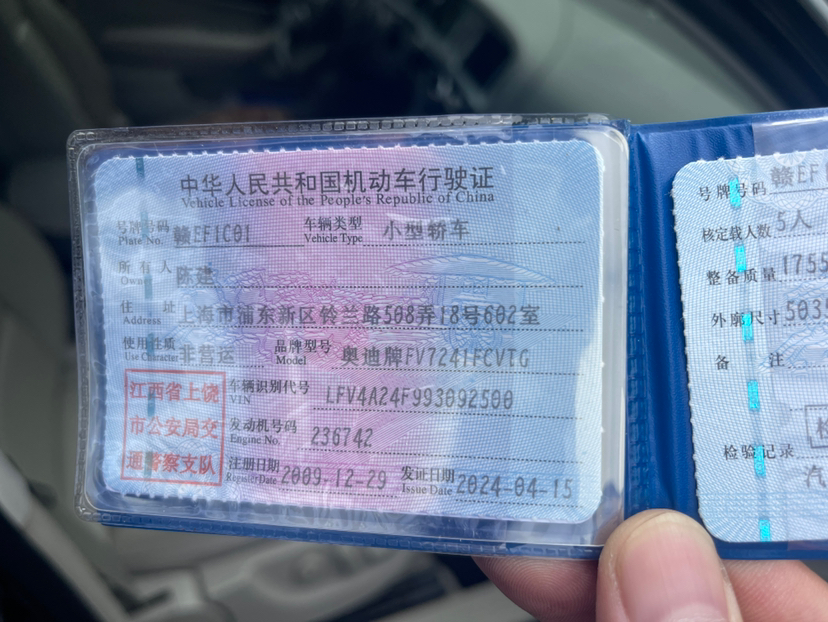 中华人民共和国机动车行驶证
Vehicle License of the People's Republic of China
号牌号码 Plate No. 赣EF1C01 车辆类型 Vehicle Type 小型轿车
所有人 Owner 陈建
住址 Address 上海市浦东新区铃兰路508弄18号602室
使用性质 Use Character 非营运 品牌型号 Model 奥迪牌FV7241FCVTG
江西省上饶
市公安局交
通警察支队
车辆识别代号 VIN LFV4A24F993092500
发动机号码 Engine No. 236742
注册日期 Register Date 2009-12-29 发证日期 Issue Date 2024-04-15
号牌号码 赣EF
核定载人数 5人
整备质量 1755
外廓尺寸 503
备注
检验记录